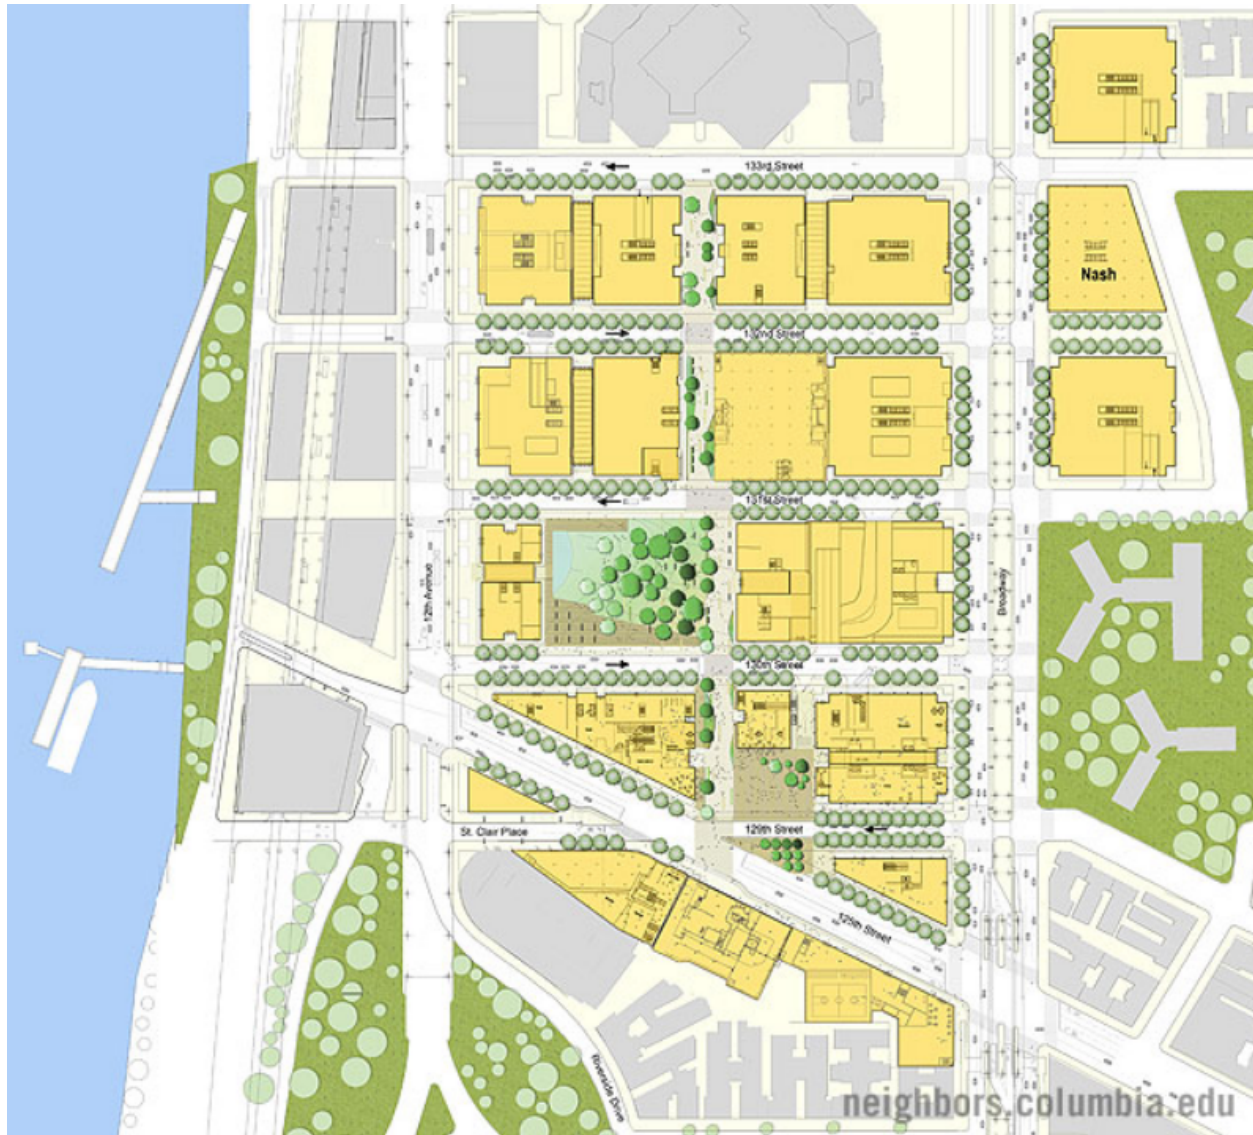 133rd Street
132nd Street
Nash
131st Street
12th Avenue
Broadway
130th Street
St. Clair Place
129th Street
125th Street
Riverside Drive
neighbors.columbia.edu